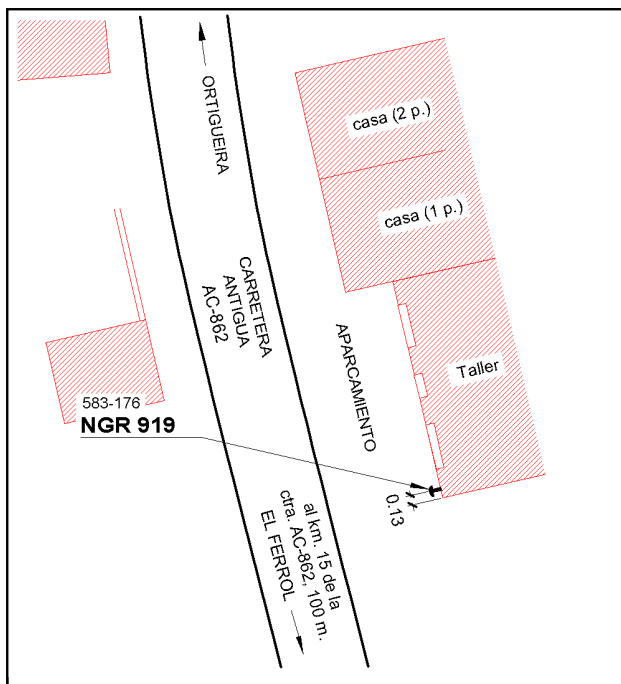 ORTIGUEIRA
casa (2 p.)
casa (1 p.)
CARRETERA
ANTIGUA
AC-862
APARCAMIENTO
Taller
583-176
NGR 919
0.13
al km. 15 de la
ctra. AC-862, 100 m.
EL FERROL